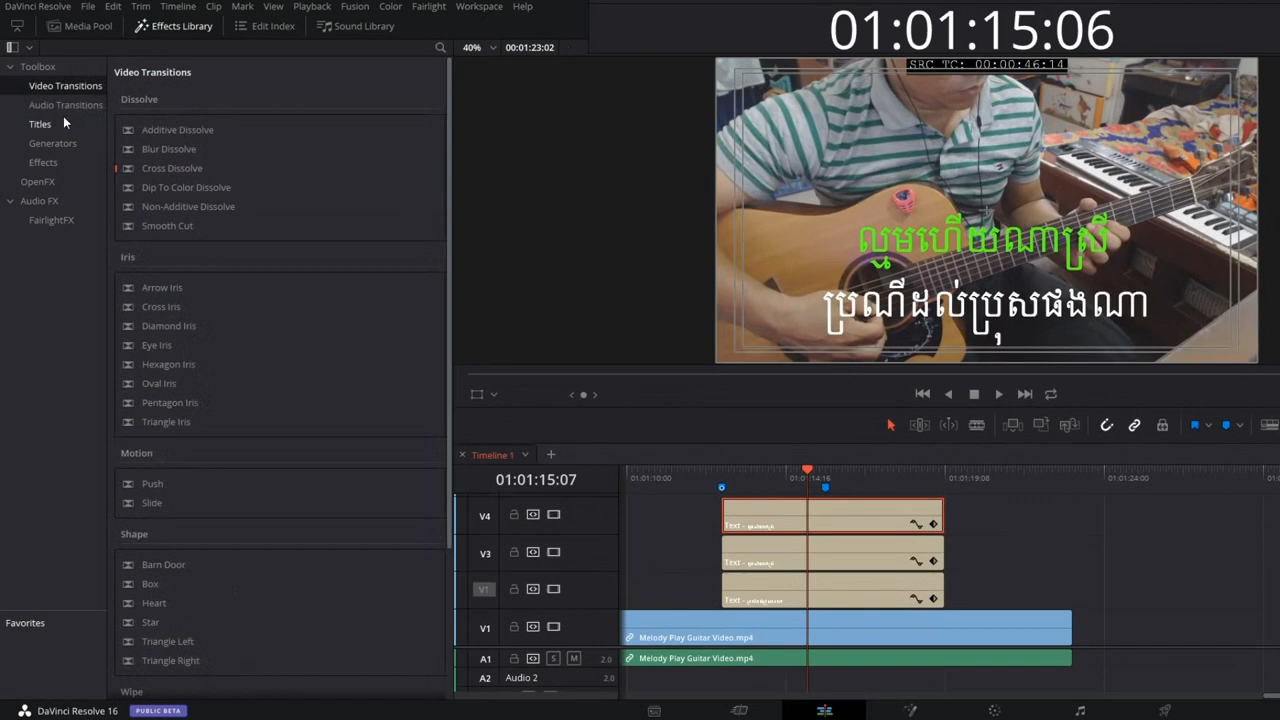 DaVinci Resolve File Edit Trim Timeline Clip Mark View Playback Fusion Color Fairlight Workspace Help
Media Pool Effects Library Edit Index Sound Library
01:01:15:06
40% 00:01:23:02
Toolbox
Video Transitions
Audio Transitions
Titles
Generators
Effects
OpenFX
Audio FX
FairlightFX
Favorites
Video Transitions
Dissolve
Additive Dissolve
Blur Dissolve
Cross Dissolve
Dip To Color Dissolve
Non-Additive Dissolve
Smooth Cut
Iris
Arrow Iris
Cross Iris
Diamond Iris
Eye Iris
Hexagon Iris
Oval Iris
Pentagon Iris
Triangle Iris
Motion
Push
Slide
Shape
Barn Door
Box
Heart
Star
Triangle Left
Triangle Right
Wipe
SRC TC: 00:00:46:14
ល្មមហើយណាស្រី
ប្រណីដល់ប្រុសផងណា
Timeline 1
01:01:15:07
01:01:10:00 01:01:14:16 01:01:19:08 01:01:24:00
V4 Text -
V3 Text -
V1 Text -
V1 Melody Play Guitar Video.mp4
A1 S M 2.0 Melody Play Guitar Video.mp4
A2 Audio 2 2.0
DaVinci Resolve 16 PUBLIC BETA